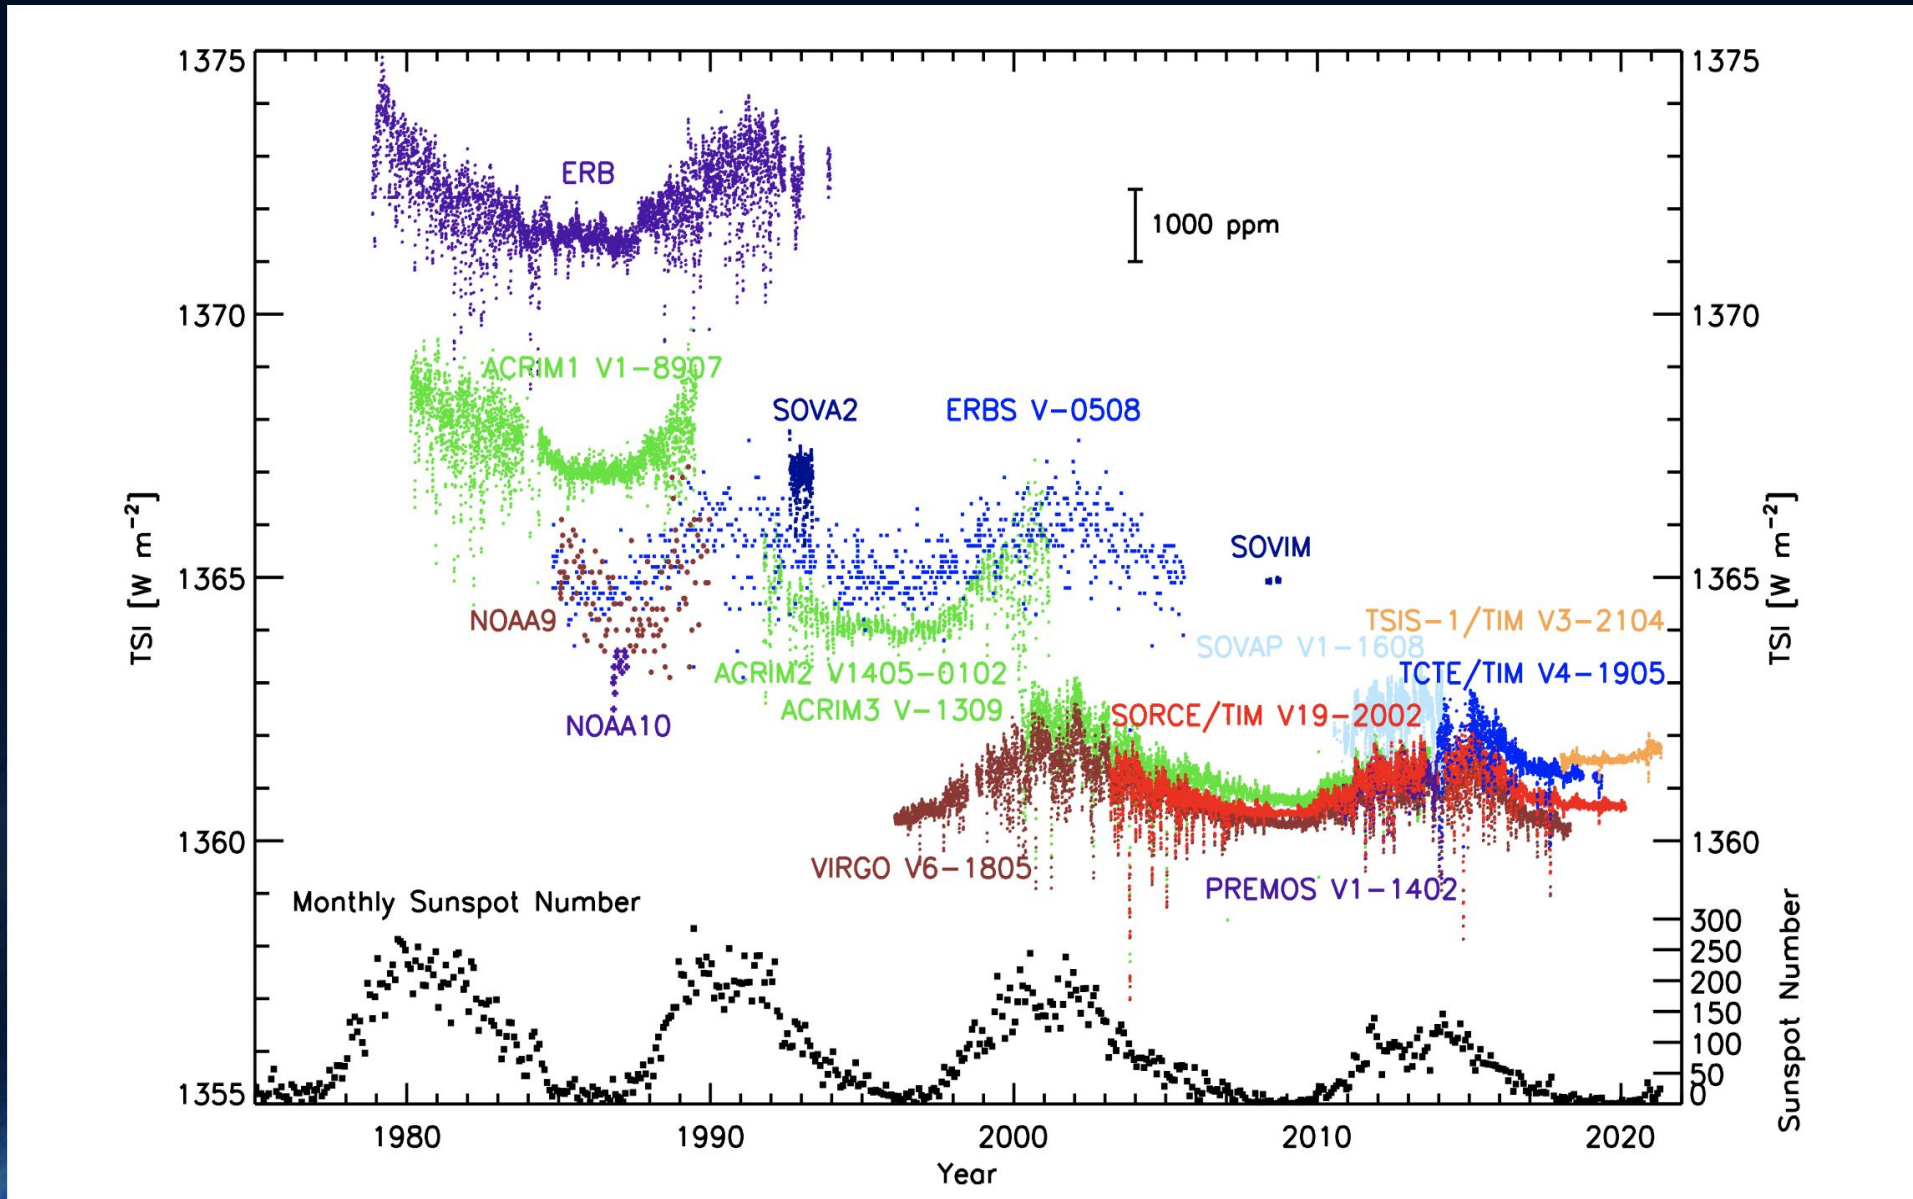 1375
1375
ERB
1000 ppm
1370
1370
ACRIM1 V1-8907
SOVA2
ERBS V-0508
SOVIM
1365
1365
NOAA9
TSIS-1/TIM V3-2104
SOVAP V1-1608
ACRIM2 V1405-0102
TCTE/TIM V4-1905
ACRIM3 V-1309
SORCE/TIM V19-2002
NOAA10
1360
1360
VIRGO V6-1805
PREMOS V1-1402
Monthly Sunspot Number
300
250
200
150
100
50
0
1355
1980
1990
2000
2010
2020
Year
TSI [W m⁻²]
TSI [W m⁻²]
Sunspot Number